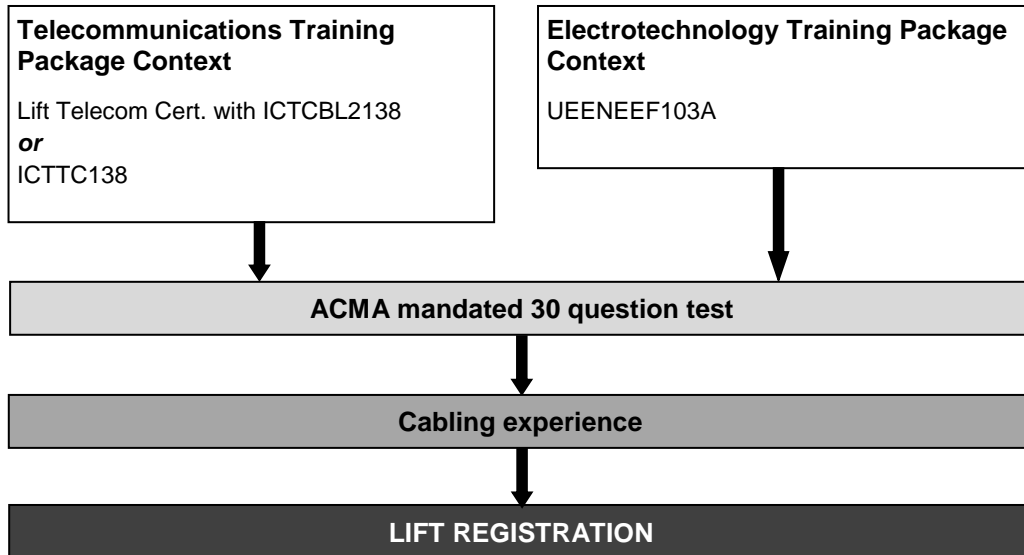 Telecommunications Training
Package Context
Lift Telecom Cert. with ICTCBL2138
or
ICTTC138
Electrotechnology Training Package
Context
UEENEEF103A
ACMA mandated 30 question test
Cabling experience
LIFT REGISTRATION